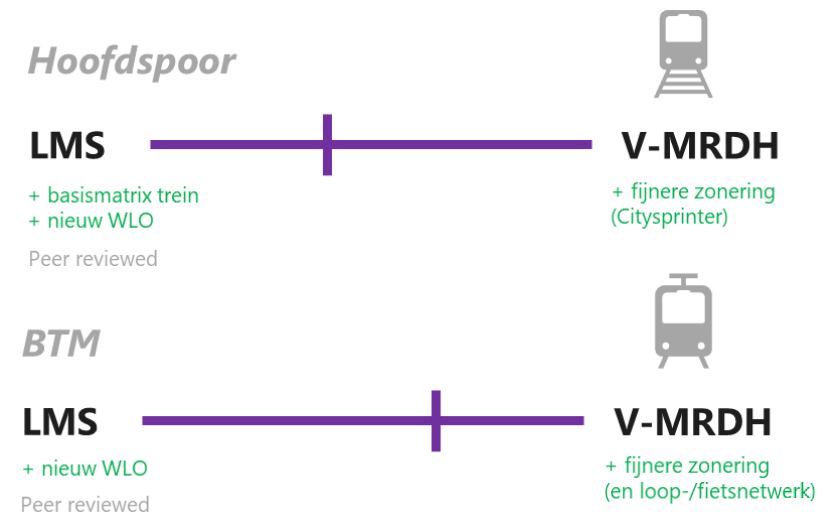 Hoofdspoor
LMS
V-MRDH
+ basismatrix trein
+ nieuw WLO
+ fijnere zonering
(Citysprinter)
Peer reviewed
BTM
LMS
V-MRDH
+ nieuw WLO
+ fijnere zonering
(en loop-/fietsnetwerk)
Peer reviewed